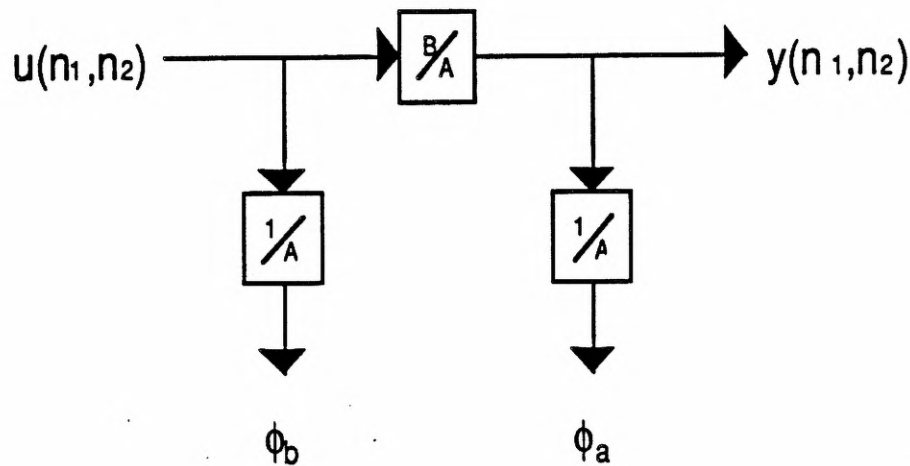 u(n1,n2) B/A y(n1,n2)
1/A 1/A
ϕb ϕa